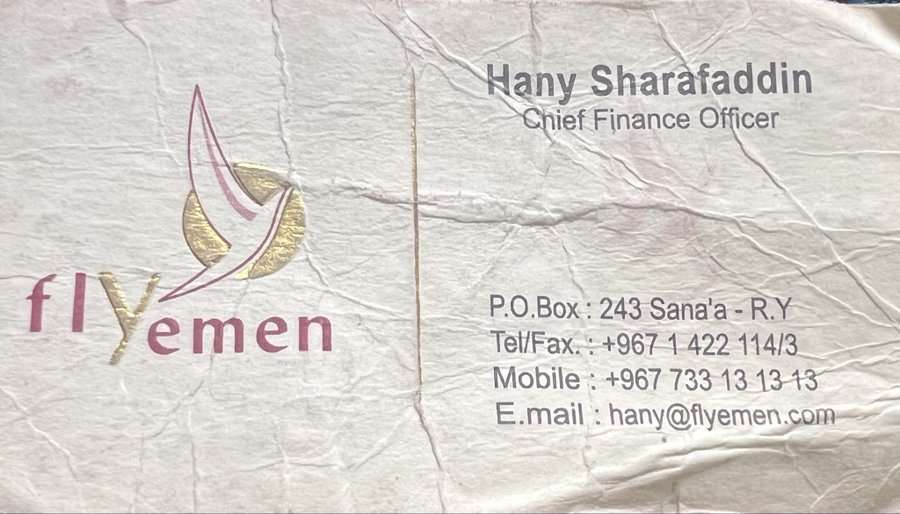 flYemen
Hany Sharafaddin
Chief Finance Officer
P.O.Box : 243 Sana'a - R.Y
Tel/Fax. : +967 1 422 114/3
Mobile : +967 733 13 13 13
E.mail : hany@flyemen.com